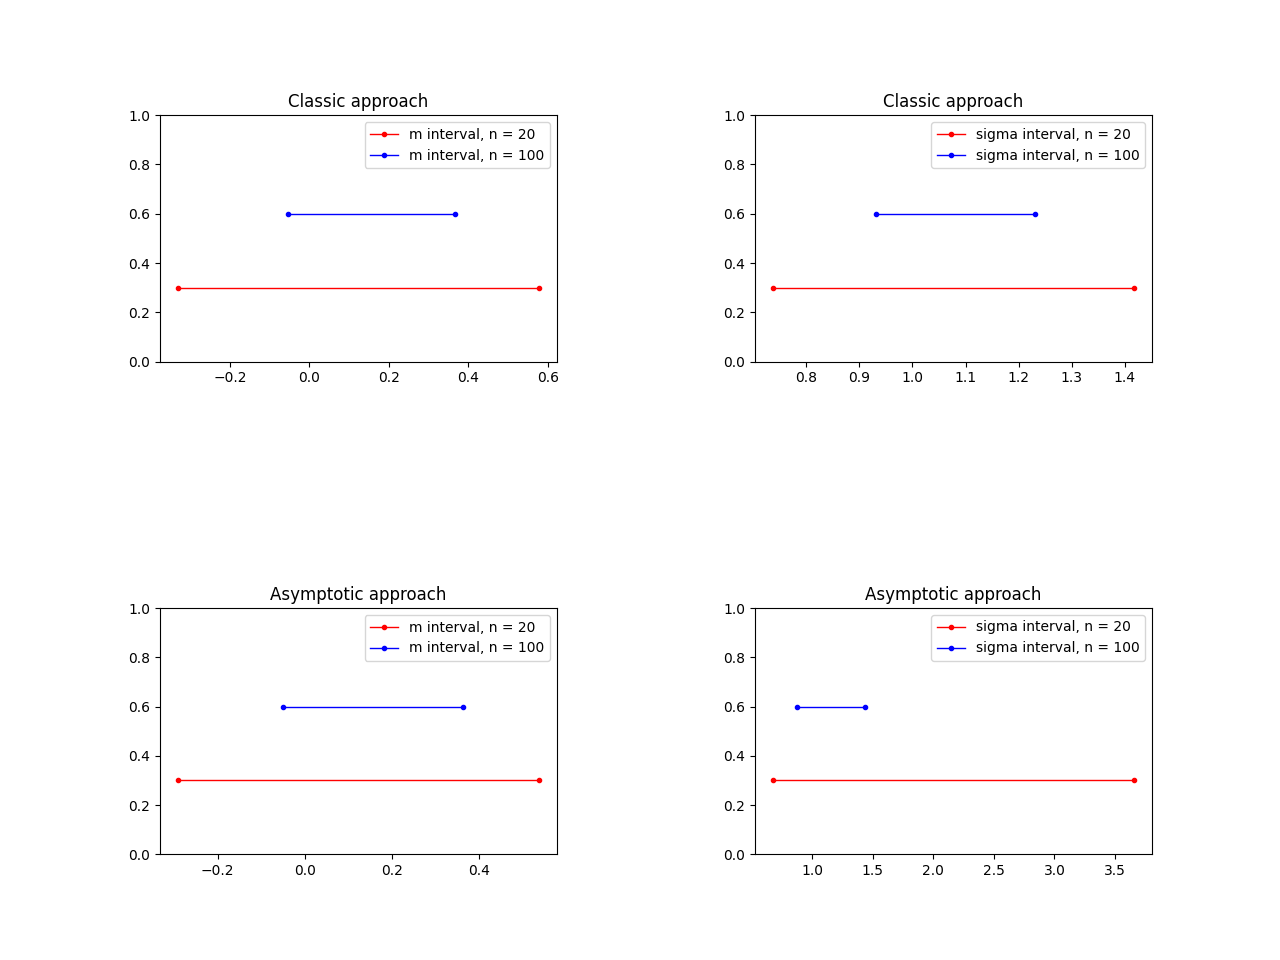 Classic approach
1.0
0.8
0.6
0.4
0.2
0.0
m interval, n = 20
m interval, n = 100
−0.2 0.0 0.2 0.4 0.6
Classic approach
1.0
0.8
0.6
0.4
0.2
0.0
sigma interval, n = 20
sigma interval, n = 100
0.8 0.9 1.0 1.1 1.2 1.3 1.4
Asymptotic approach
1.0
0.8
0.6
0.4
0.2
0.0
m interval, n = 20
m interval, n = 100
−0.2 0.0 0.2 0.4
Asymptotic approach
1.0
0.8
0.6
0.4
0.2
0.0
sigma interval, n = 20
sigma interval, n = 100
1.0 1.5 2.0 2.5 3.0 3.5